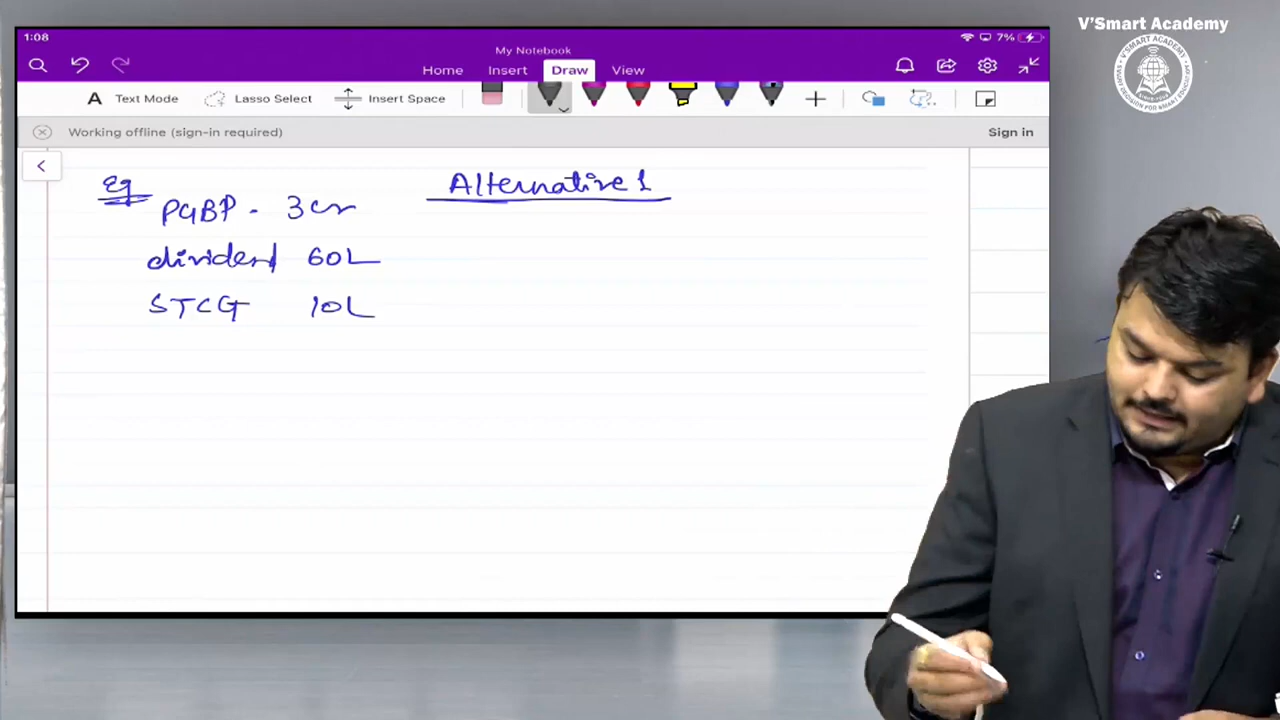 V'Smart Academy
1:08
7%
My Notebook
Home Insert Draw View
Text Mode Lasso Select Insert Space
Working offline (sign-in required) Sign in
Eg Alternative 1
PGBP - 3cr
dividend 60L
STCG 10L